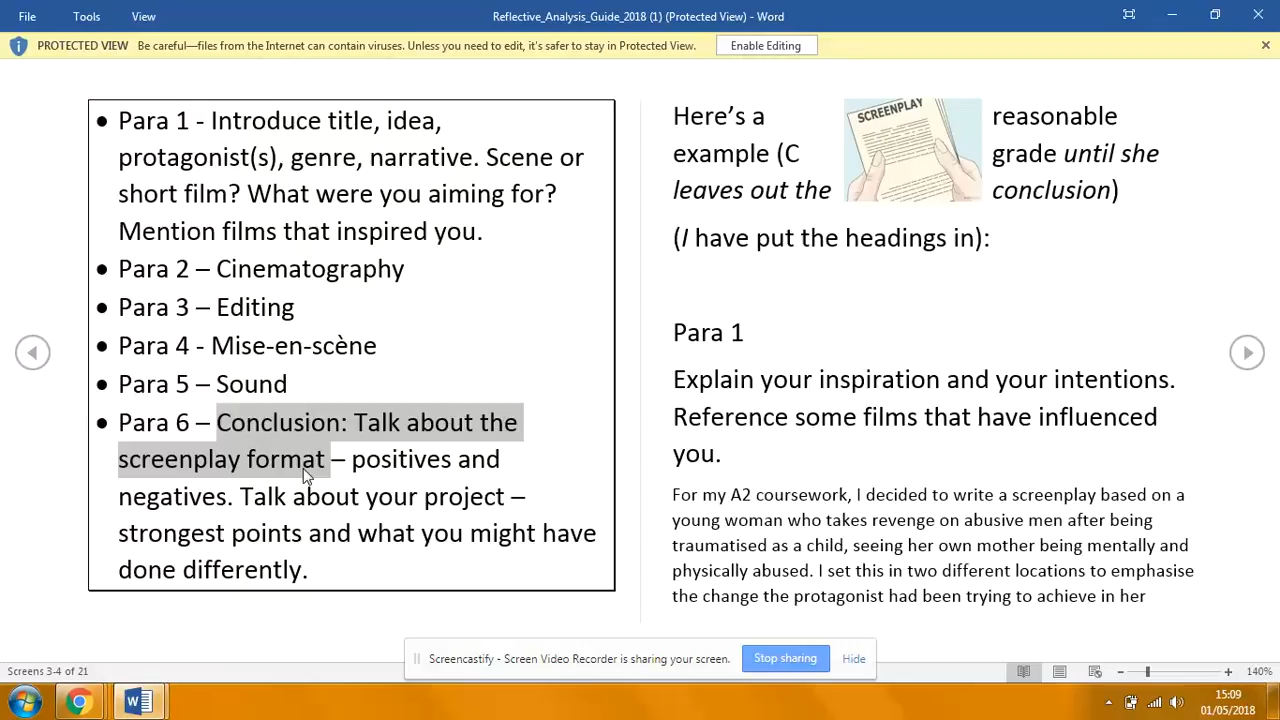 File Tools View Reflective_Analysis_Guide_2018 (1) (Protected View) - Word
PROTECTED VIEW Be careful—files from the Internet can contain viruses. Unless you need to edit, it's safer to stay in Protected View. Enable Editing
• Para 1 - Introduce title, idea,
protagonist(s), genre, narrative. Scene or
short film? What were you aiming for?
Mention films that inspired you.
• Para 2 – Cinematography
• Para 3 – Editing
• Para 4 - Mise-en-scène
• Para 5 – Sound
• Para 6 – Conclusion: Talk about the
screenplay format – positives and
negatives. Talk about your project –
strongest points and what you might have
done differently.
Here's a reasonable
example (C grade until she
leaves out the conclusion)
SCREENPLAY
(I have put the headings in):
Para 1
Explain your inspiration and your intentions.
Reference some films that have influenced
you.
For my A2 coursework, I decided to write a screenplay based on a
young woman who takes revenge on abusive men after being
traumatised as a child, seeing her own mother being mentally and
physically abused. I set this in two different locations to emphasise
the change the protagonist had been trying to achieve in her
Screencastify - Screen Video Recorder is sharing your screen. Stop sharing Hide
Screens 3-4 of 21
140%
15:09
01/05/2018